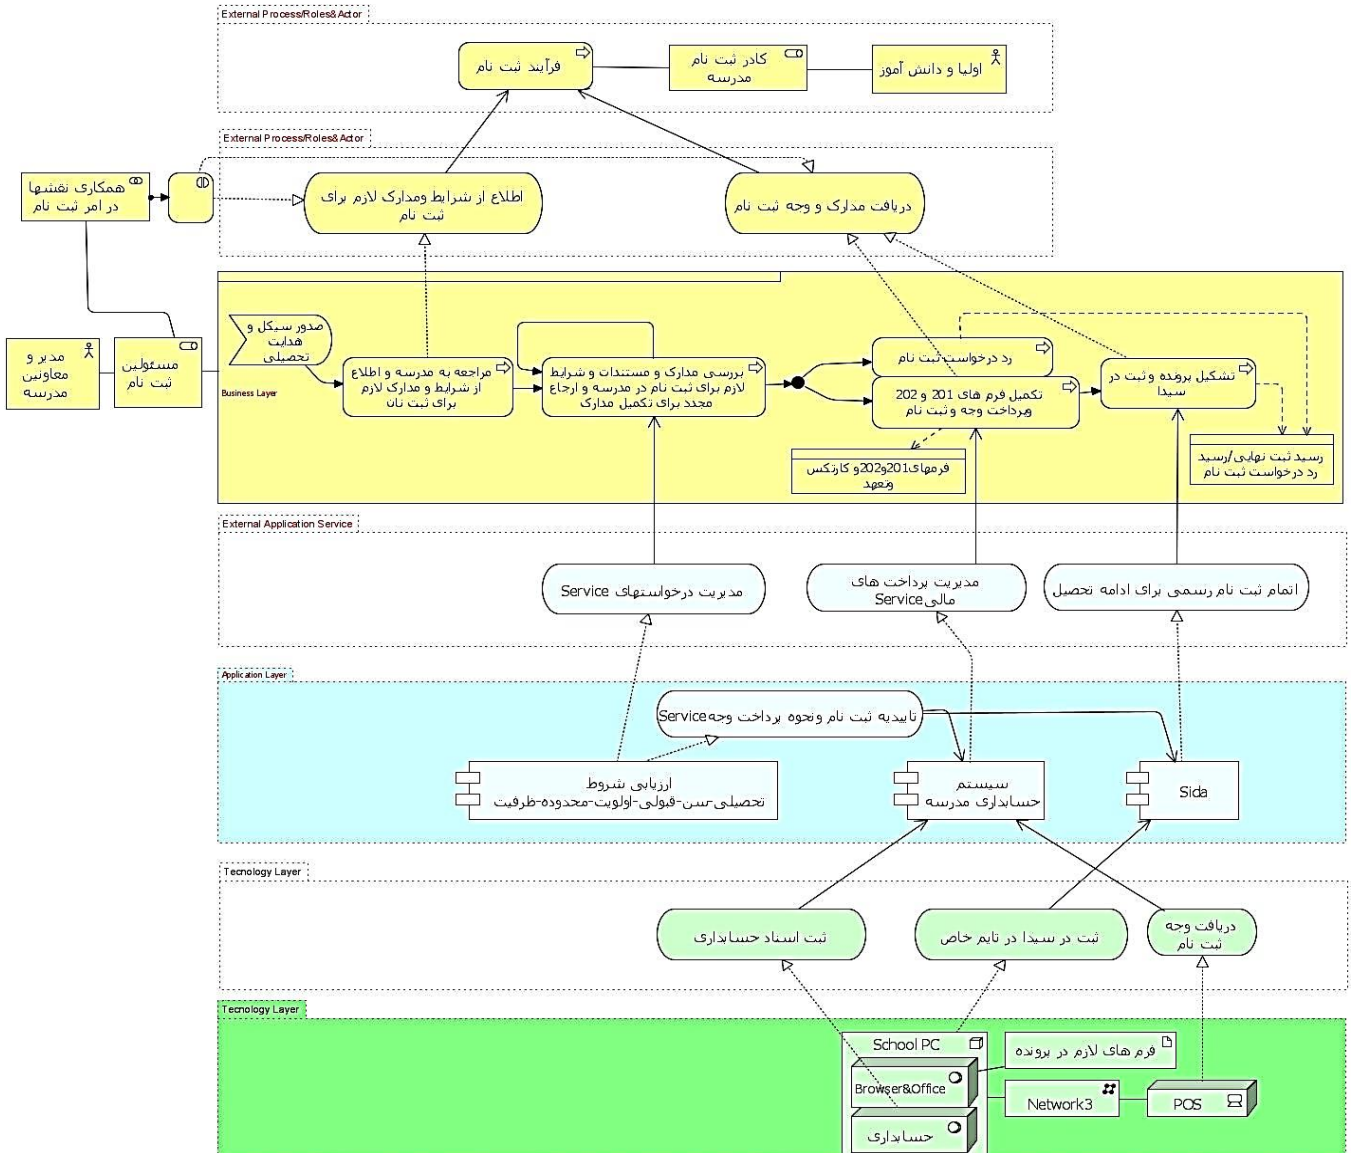 External Process/Roles&Actor
فرآیند ثبت نام
کادر ثبت نام
مدرسه
اولیا و دانش آموز
External Process/Roles&Actor
همکاری نقشها
در امر ثبت نام
اطلاع از شرایط ومدارک لازم برای
ثبت نام
دریافت مدارک و وجه ثبت نام
مدیر و
معاونین
مدرسه
مسئولین
ثبت نام
Business Layer
صدور سیکل و
هدایت
تحصیلی
مراجعه به مدرسه و اطلاع
از شرایط و مدارک لازم
برای ثبت نان
بررسی مدارک و مستندات و شرایط
لازم برای ثبت نام در مدرسه و ارجاع
مجدد برای تکمیل مدارک
رد درخواست ثبت نام
تکمیل فرم های 201 و 202
وپرداخت وجه و ثبت نام
تشکیل پرونده و ثبت در
سیدا
فرمهای201و202و کارتکس
وتعهد
رسید ثبت نهایی/رسید
رد درخواست ثبت نام
External Application Service
مدیریت درخواستهای Service
مدیریت پرداخت های
مالی Service
اتمام ثبت نام رسمی برای ادامه تحصیل
Application Layer
تاییدیه ثبت نام ونحوه پرداخت وجه Service
ارزیابی شروط
تحصیلی-سن-قبولی-اولویت-محدوده-ظرفیت
سیستم
حسابداری مدرسه
Sida
Tecnology Layer
ثبت اسناد حسابداری
ثبت در سیدا در تایم خاص
دریافت وجه
ثبت نام
Tecnology Layer
School PC
فرم های لازم در پرونده
Browser&Office
Network3
POS
حسابداری